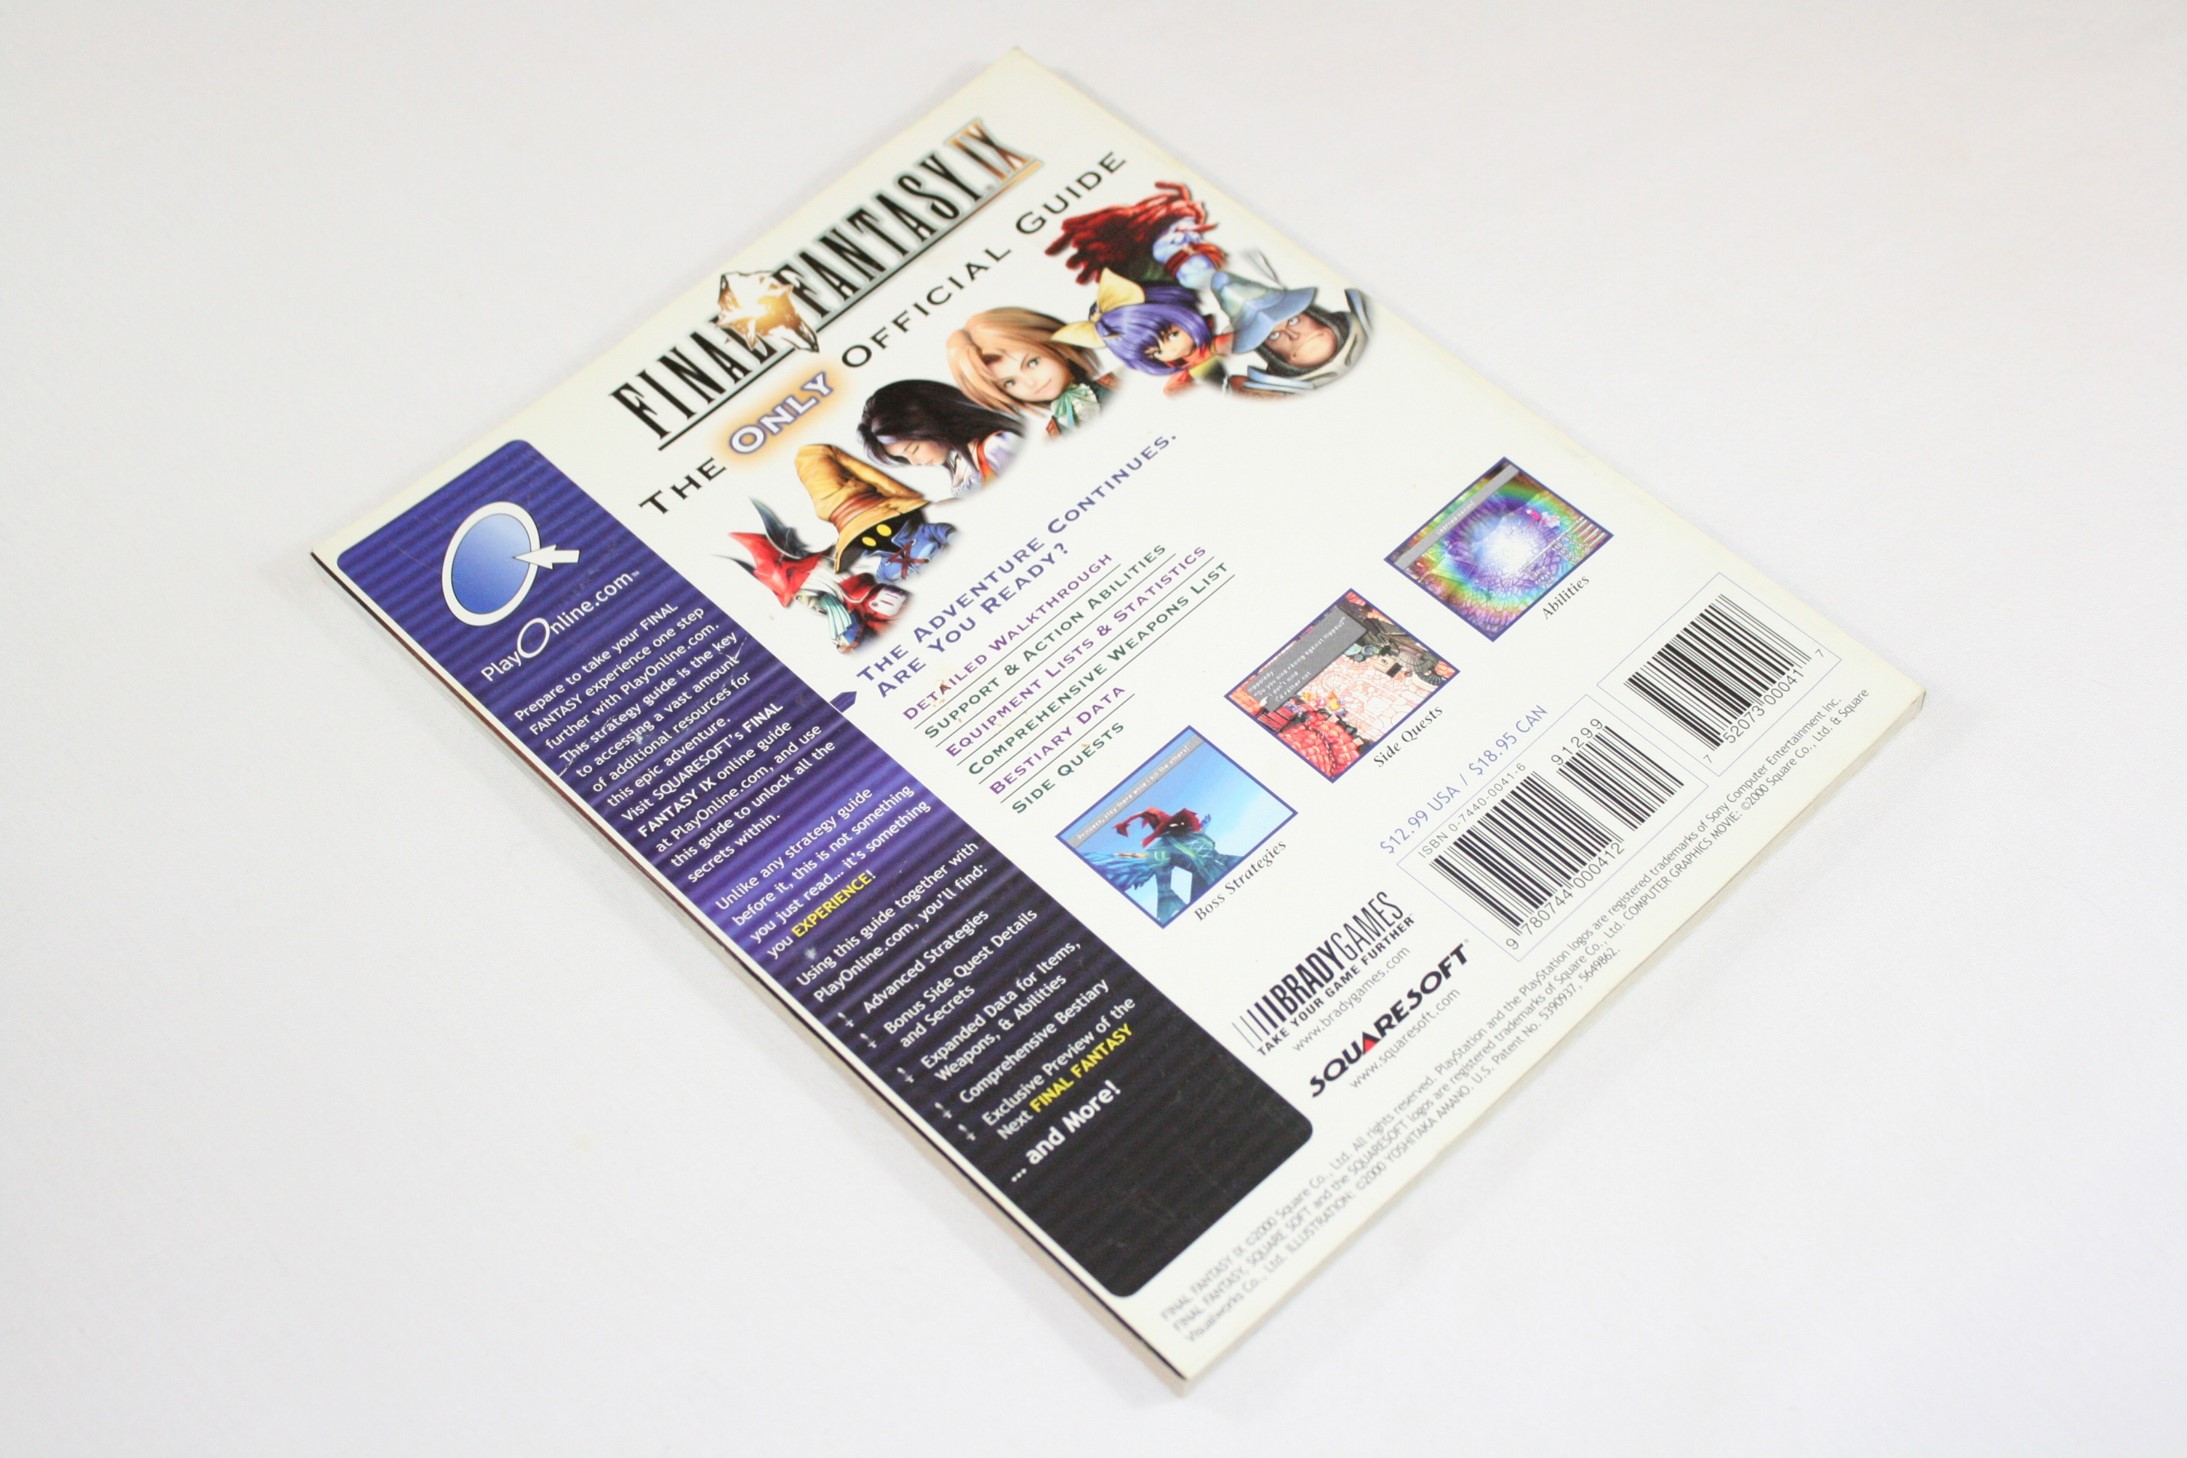 FINAL FANTASY IX
THE ONLY OFFICIAL GUIDE
PlayOnline.com™
Prepare to take your FINAL
FANTASY experience one step
further with PlayOnline.com.
This strategy guide is the key
to accessing a vast amount
of additional resources for
this epic adventure.
Visit SQUARESOFT's FINAL
FANTASY IX online guide
at PlayOnline.com, and use
this guide to unlock all the
secrets within.
Unlike any strategy guide
before it, this is not something
you just read... it's something
you EXPERIENCE!
Using this guide together with
PlayOnline.com, you'll find:
Advanced Strategies
Bonus Side Quest Details
and Secrets
Expanded Data for Items,
Weapons, & Abilities
Comprehensive Bestiary
Exclusive Preview of the
Next FINAL FANTASY
... and More!
THE ADVENTURE CONTINUES.
ARE YOU READY?
DETAILED WALKTHROUGH
SUPPORT & ACTION ABILITIES
EQUIPMENT LISTS & STATISTICS
COMPREHENSIVE WEAPONS LIST
BESTIARY DATA
SIDE QUESTS
Boss Strategies
Side Quests
Abilities
BRADYGAMES
TAKE YOUR GAME FURTHER
www.bradygames.com
SQUARESOFT
www.squaresoft.com
$12.99 USA / $18.95 CAN
ISBN 0-7440-0041-6
91299
9 780744 000412
7 52073 00041 7
FINAL FANTASY IX ©2000 Square Co., Ltd. All rights reserved. PlayStation and the PlayStation logos are registered trademarks of Sony Computer Entertainment Inc.
FINAL FANTASY, SQUARE SOFT and the SQUARESOFT logos are registered trademarks of Square Co., Ltd. COMPUTER GRAPHICS MOVIE: ©2000 Square Co., Ltd. & Square
Visualworks Co., Ltd. ILLUSTRATION: ©2000 YOSHITAKA AMANO. U.S. Patent No. 5390937, 5649862.